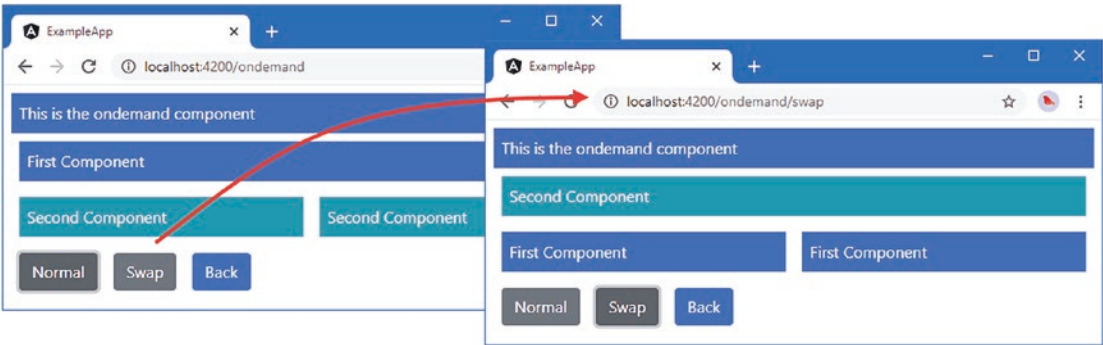 ExampleApp
localhost:4200/ondemand
This is the ondemand component
First Component
Second Component Second Component
Normal Swap Back
ExampleApp
localhost:4200/ondemand/swap
This is the ondemand component
Second Component
First Component First Component
Normal Swap Back